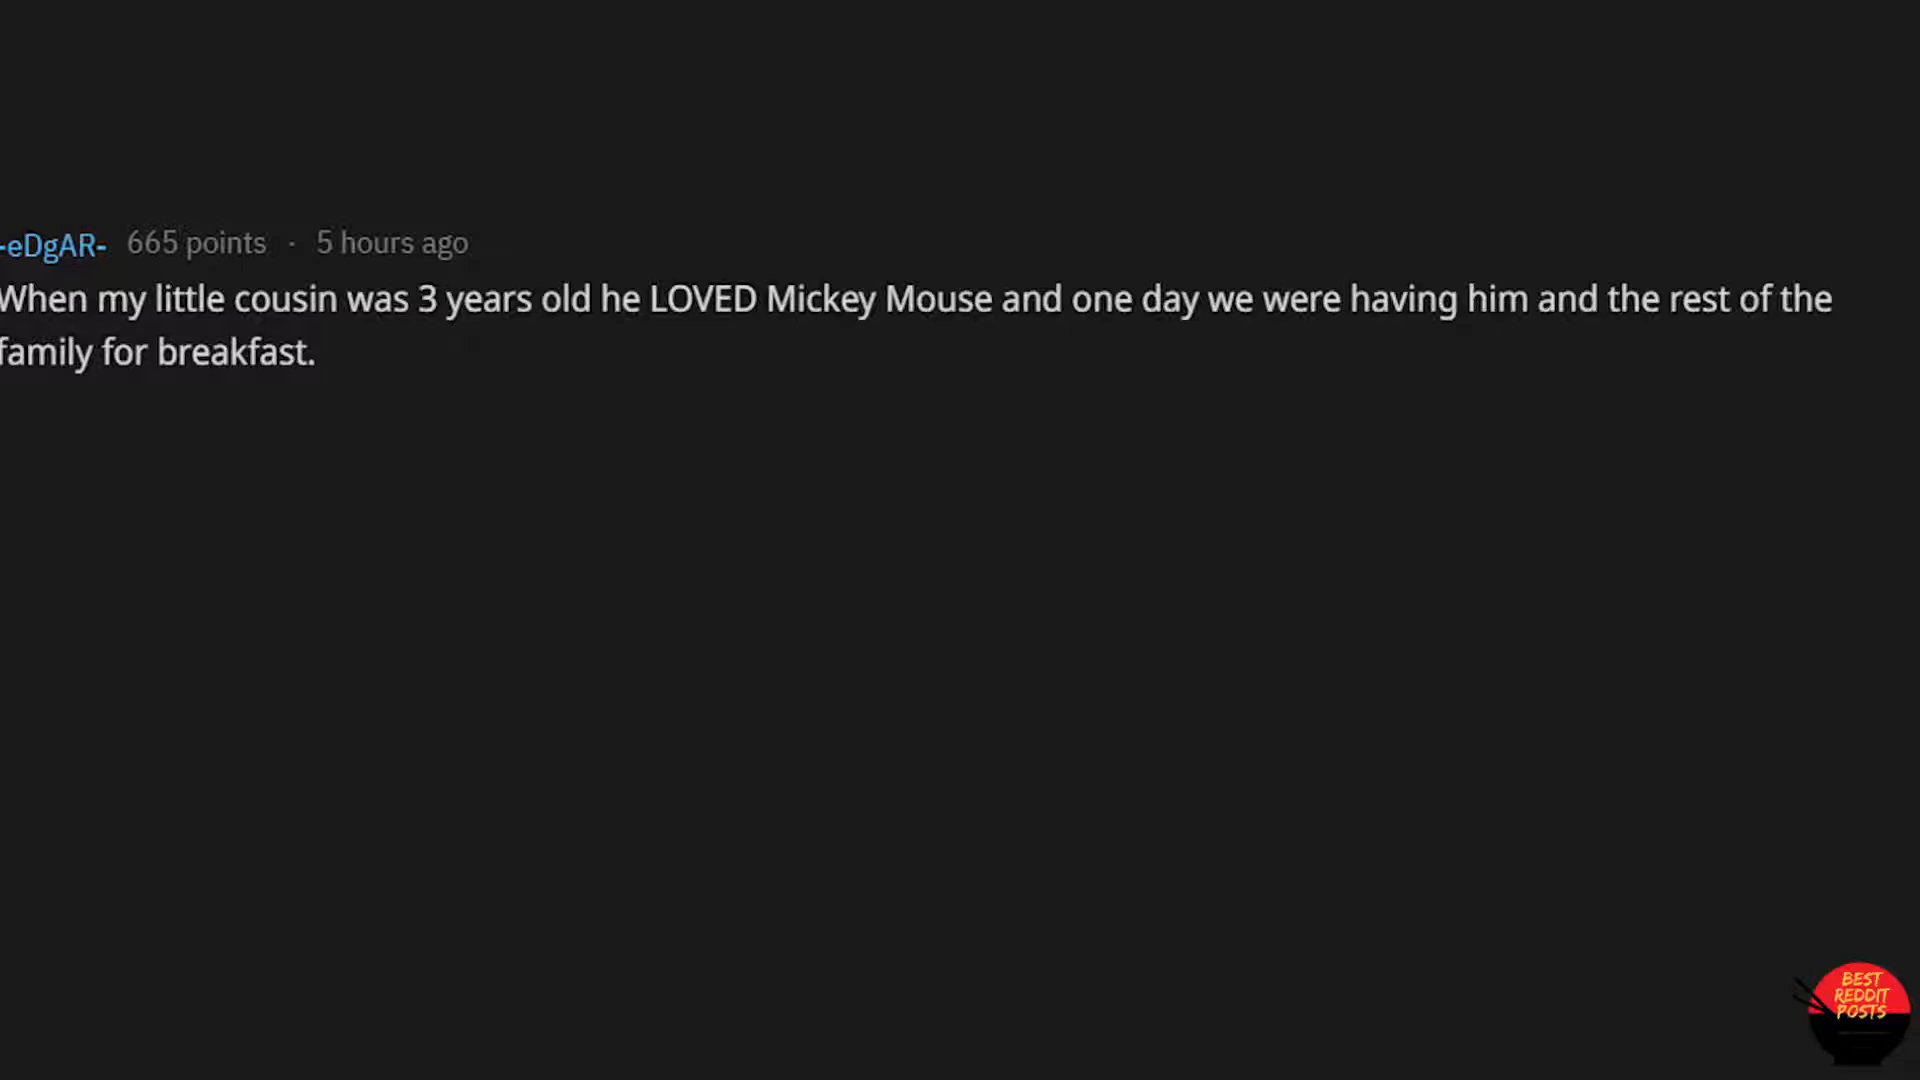 -eDgAR- 665 points · 5 hours ago
When my little cousin was 3 years old he LOVED Mickey Mouse and one day we were having him and the rest of the
family for breakfast.
BEST
REDDIT
POSTS